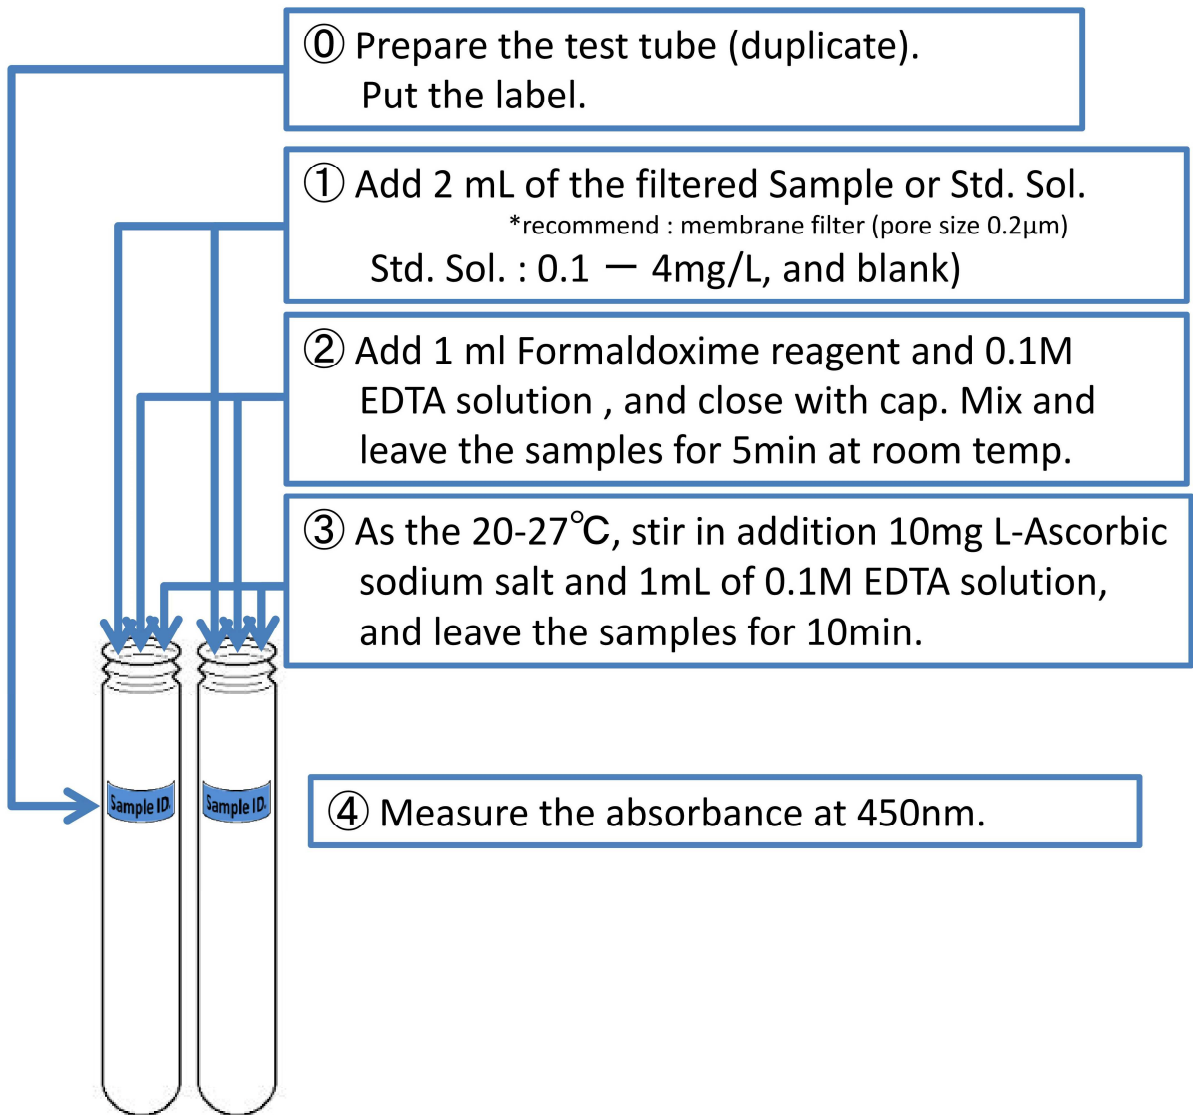 ⓪ Prepare the test tube (duplicate).
Put the label.
① Add 2 mL of the filtered Sample or Std. Sol.
*recommend : membrane filter (pore size 0.2μm)
Std. Sol. : 0.1 － 4mg/L, and blank)
② Add 1 ml Formaldoxime reagent and 0.1M
EDTA solution , and close with cap. Mix and
leave the samples for 5min at room temp.
③ As the 20-27℃, stir in addition 10mg L-Ascorbic
sodium salt and 1mL of 0.1M EDTA solution,
and leave the samples for 10min.
Sample ID.
Sample ID.
④ Measure the absorbance at 450nm.